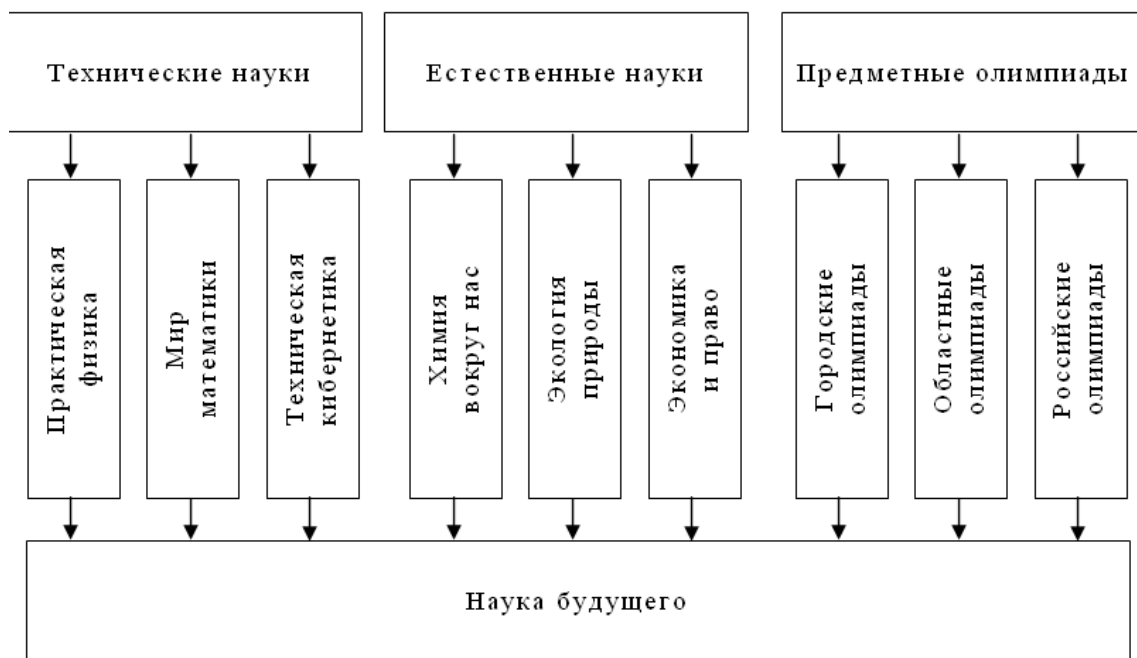 Технические науки
Естественные науки
Предметные олимпиады
Практическая
физика
Мир
математики
Техническая
кибернетика
Химия
вокруг нас
Экология
природы
Экономика
и право
Городские
олимпиады
Областные
олимпиады
Российские
олимпиады
Наука будущего